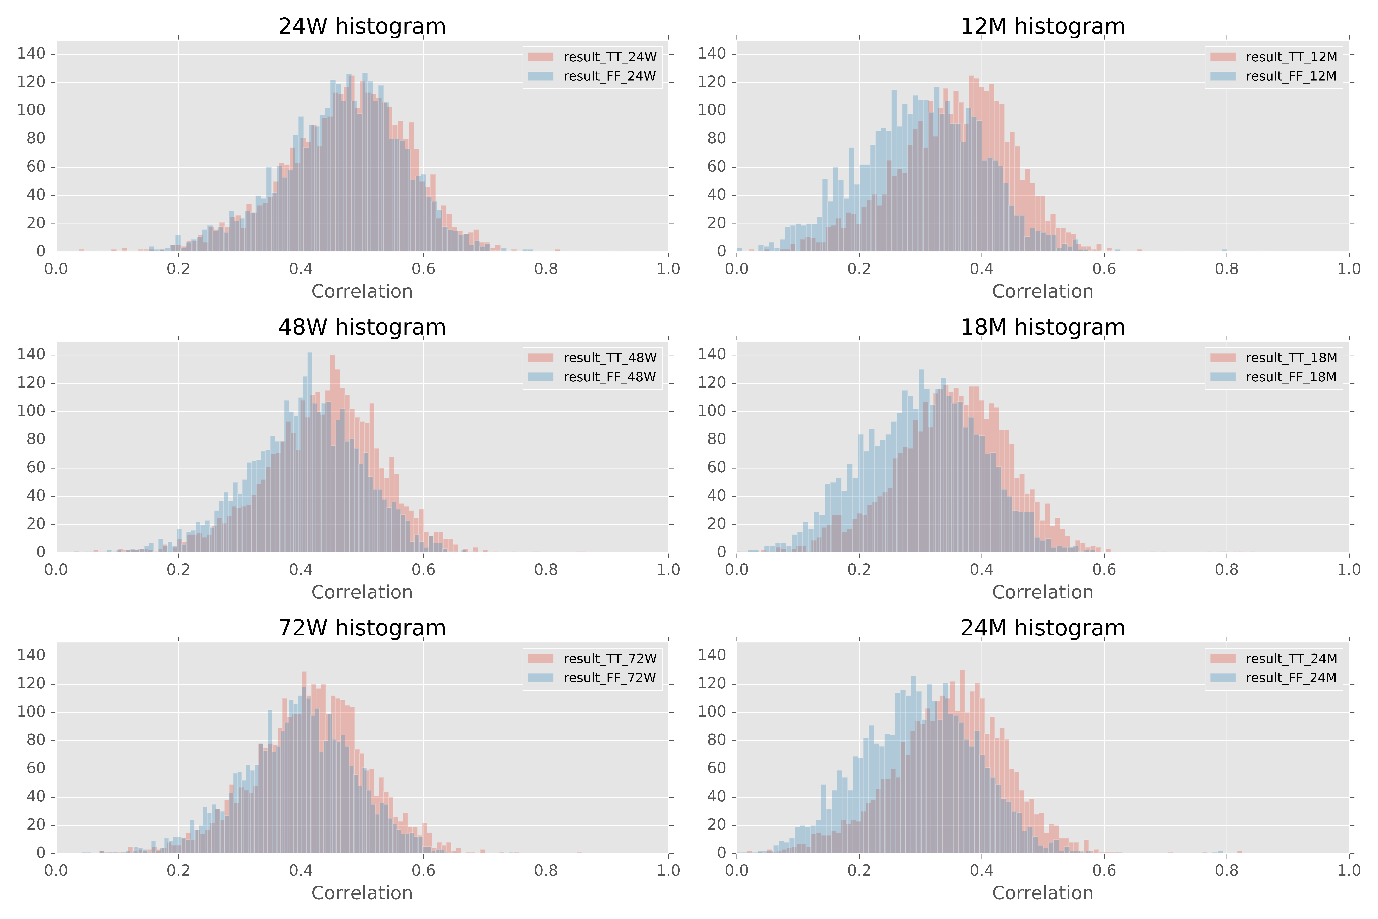 24W histogram
140
120
100
80
60
40
20
0
0.0 0.2 0.4 0.6 0.8 1.0
Correlation
result_TT_24W
result_FF_24W
12M histogram
140
120
100
80
60
40
20
0
0.0 0.2 0.4 0.6 0.8 1.0
Correlation
result_TT_12M
result_FF_12M
48W histogram
140
120
100
80
60
40
20
0
0.0 0.2 0.4 0.6 0.8 1.0
Correlation
result_TT_48W
result_FF_48W
18M histogram
140
120
100
80
60
40
20
0
0.0 0.2 0.4 0.6 0.8 1.0
Correlation
result_TT_18M
result_FF_18M
72W histogram
140
120
100
80
60
40
20
0
0.0 0.2 0.4 0.6 0.8 1.0
Correlation
result_TT_72W
result_FF_72W
24M histogram
140
120
100
80
60
40
20
0
0.0 0.2 0.4 0.6 0.8 1.0
Correlation
result_TT_24M
result_FF_24M